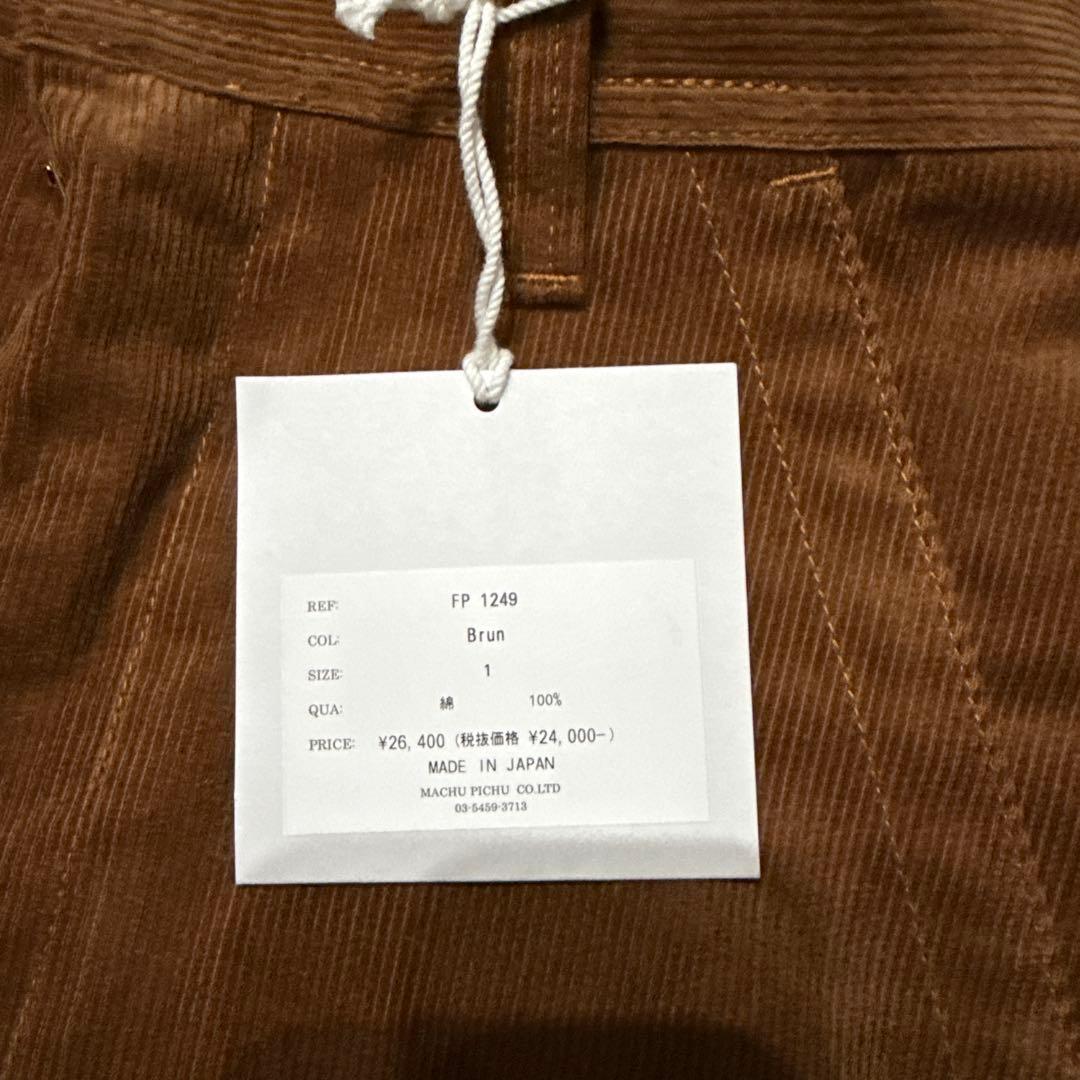 REF: FP 1249
COL: Brun
SIZE: 1
QUA: 綿 100%
PRICE: ¥26,400 (税抜価格 ¥24,000-)
MADE IN JAPAN
MACHU PICHU CO.LTD
03-5459-3713